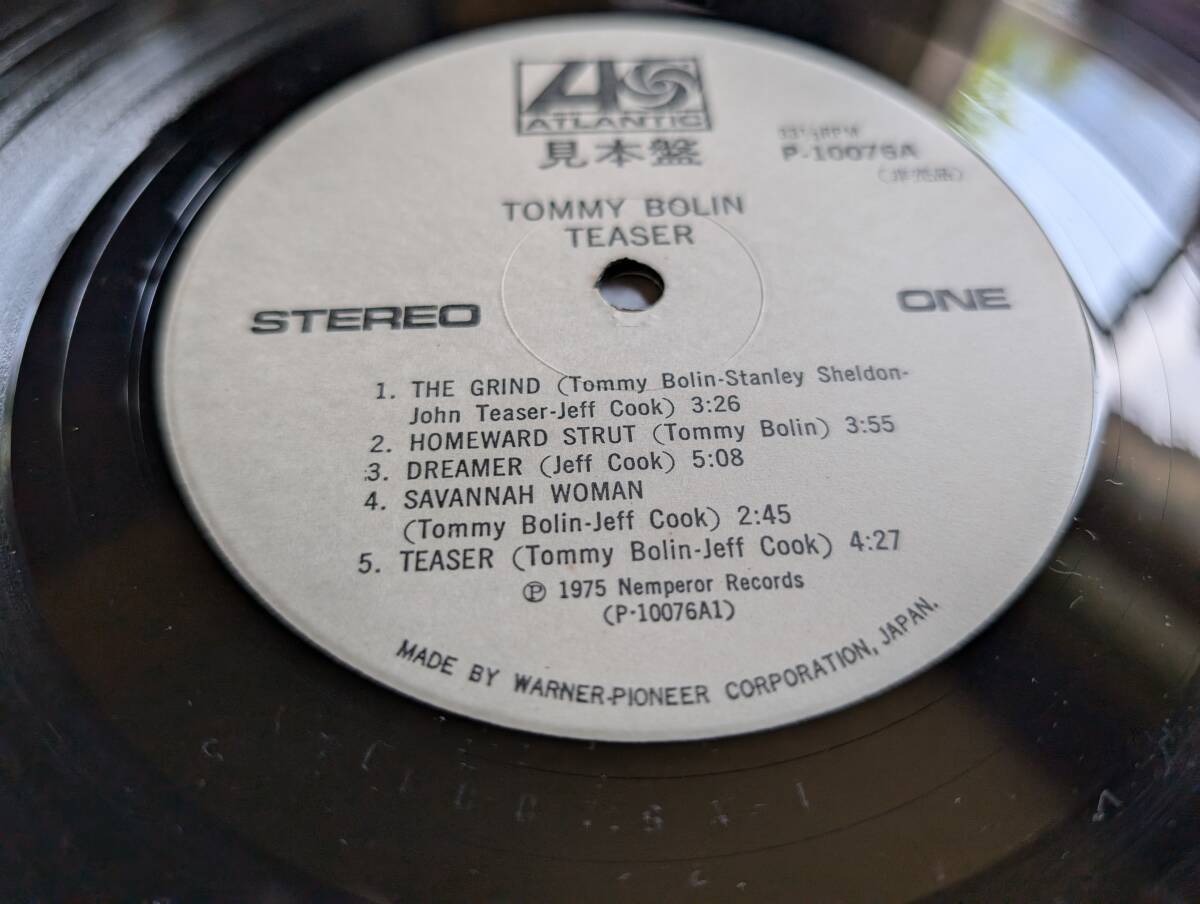 ATLANTIC
見本盤
33⅓RPM
P-10076A
(非売品)
TOMMY BOLIN
TEASER
STEREO
ONE
1. THE GRIND (Tommy Bolin-Stanley Sheldon-
John Teaser-Jeff Cook) 3:26
2. HOMEWARD STRUT (Tommy Bolin) 3:55
3. DREAMER (Jeff Cook) 5:08
4. SAVANNAH WOMAN
(Tommy Bolin-Jeff Cook) 2:45
5. TEASER (Tommy Bolin-Jeff Cook) 4:27
℗ 1975 Nemperor Records
(P-10076A1)
MADE BY WARNER-PIONEER CORPORATION, JAPAN.